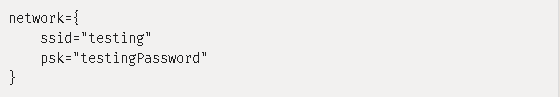 network={
    ssid="testing"
    psk="testingPassword"
}